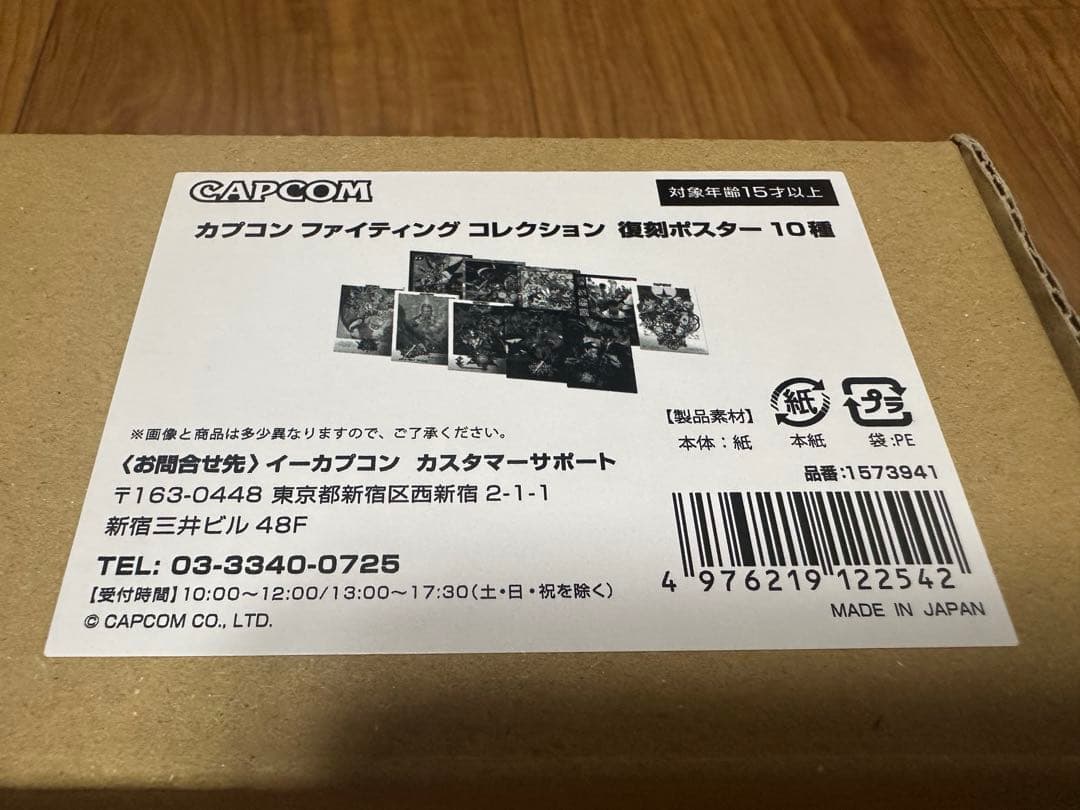 CAPCOM
対象年齢15才以上
カプコン ファイティング コレクション 復刻ポスター 10種
【製品素材】
本体:紙
紙
本紙
プラ
袋:PE
※画像と商品は多少異なりますので、ご了承ください。
〈お問合せ先〉イーカプコン カスタマーサポート
〒163-0448 東京都新宿区西新宿 2-1-1
新宿三井ビル 48F
TEL: 03-3340-0725
【受付時間】10:00~12:00/13:00~17:30(土・日・祝を除く)
© CAPCOM CO., LTD.
品番:1573941
4 976219 122542
MADE IN JAPAN